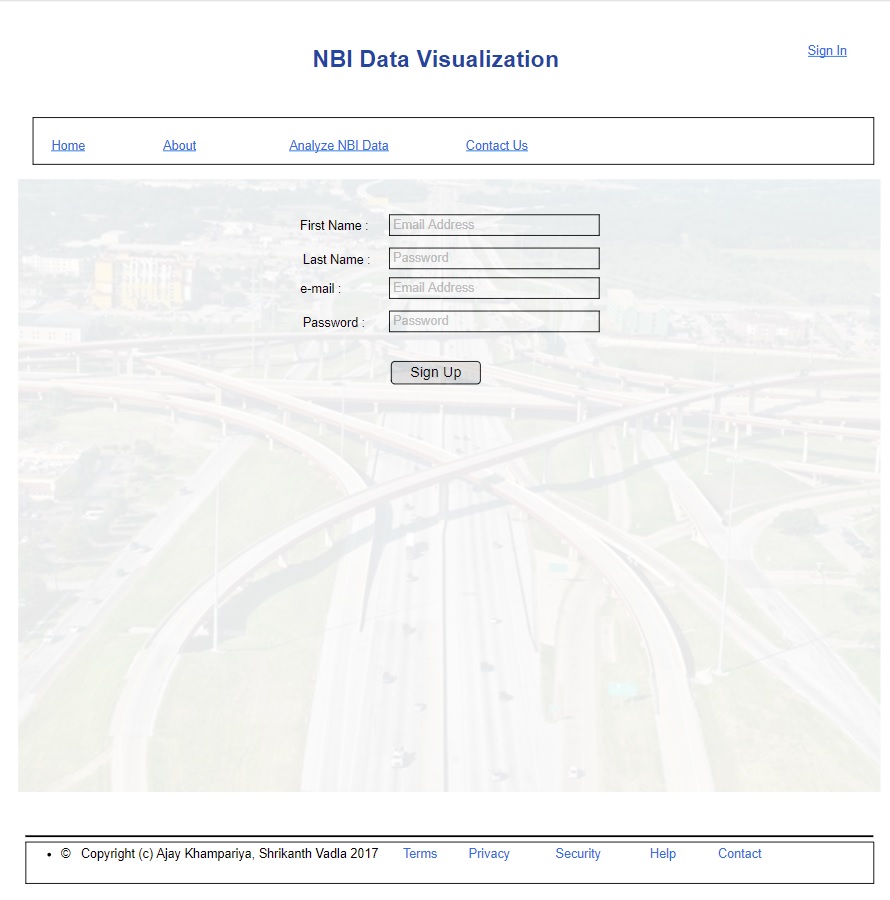 NBI Data Visualization
Sign In
Home About Analyze NBI Data Contact Us
First Name : Email Address
Last Name : Password
e-mail : Email Address
Password : Password
Sign Up
• © Copyright (c) Ajay Khampariya, Shrikanth Vadla 2017 Terms Privacy Security Help Contact